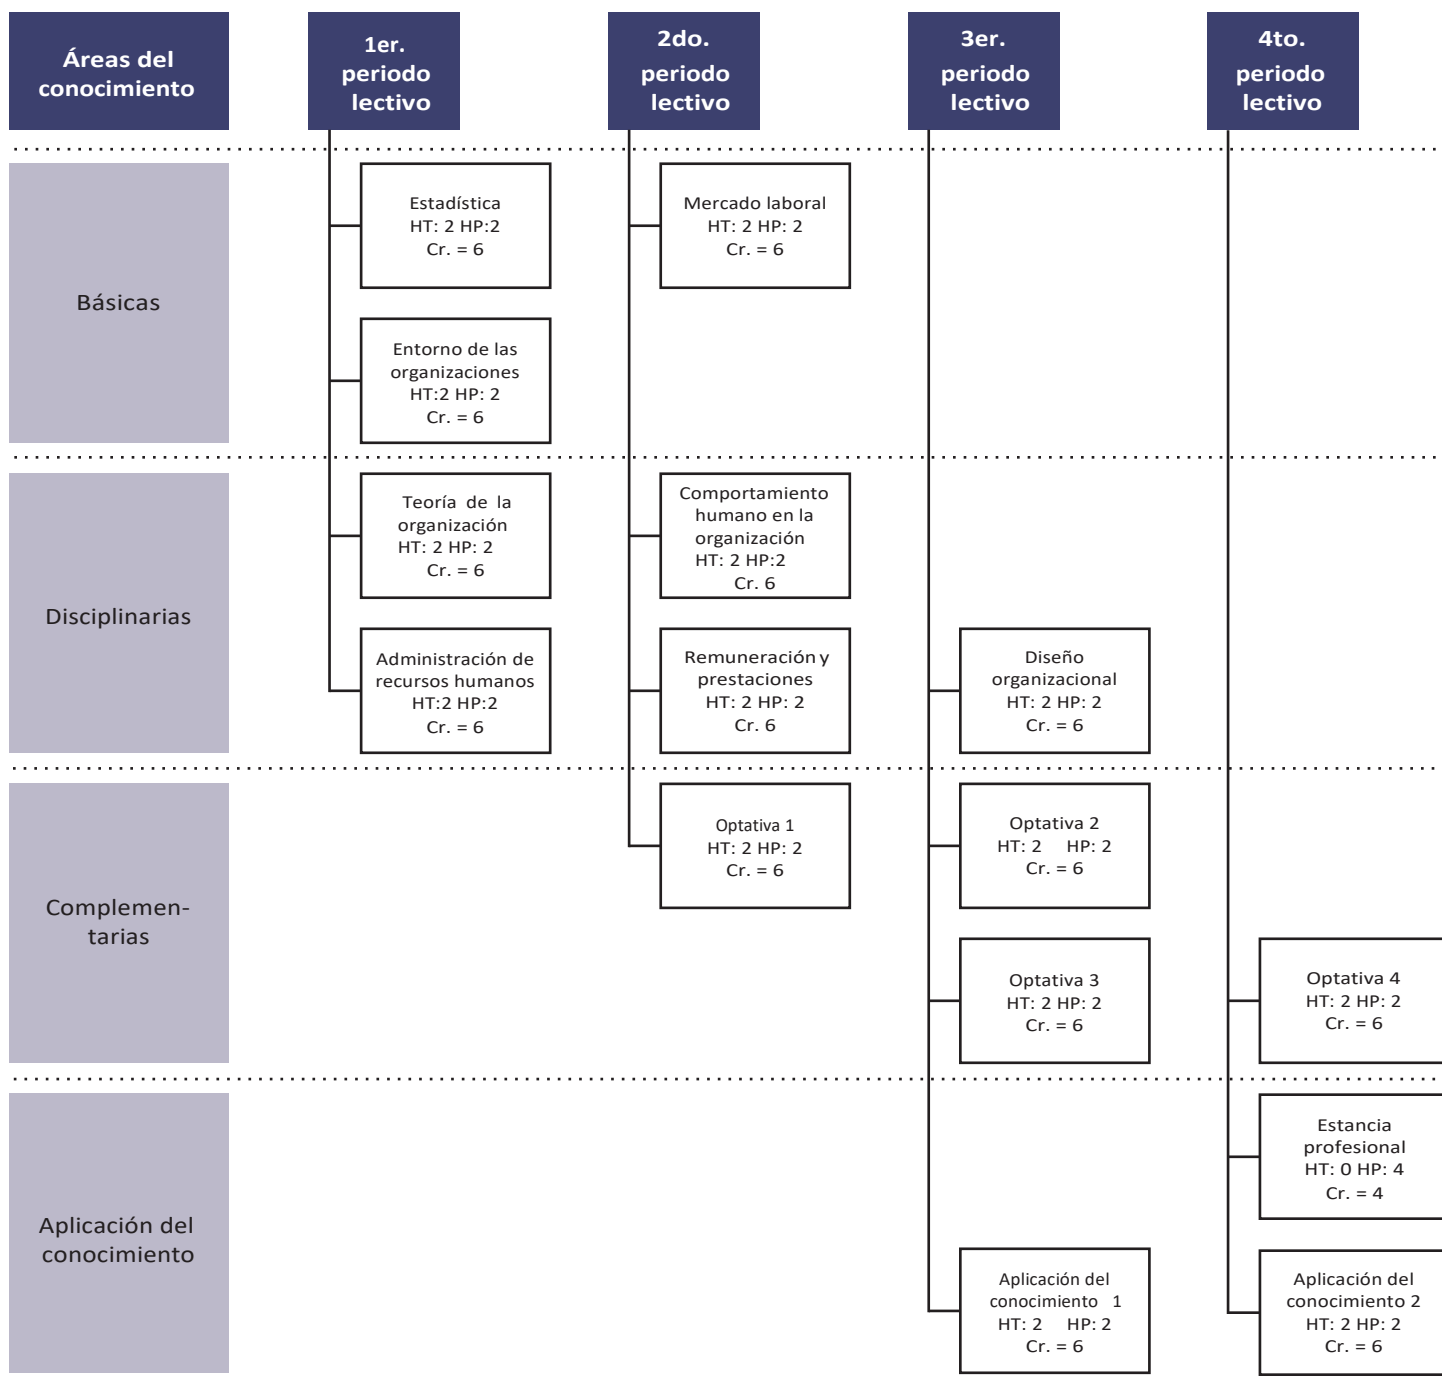 Áreas del
conocimiento
1er.
periodo
lectivo
2do.
periodo
lectivo
3er.
periodo
lectivo
4to.
periodo
lectivo
Básicas
Estadística
HT: 2 HP:2
Cr. = 6
Mercado laboral
HT: 2 HP: 2
Cr. = 6
Entorno de las
organizaciones
HT:2 HP: 2
Cr. = 6
Disciplinarias
Teoría de la
organización
HT: 2 HP: 2
Cr. = 6
Comportamiento
humano en la
organización
HT: 2 HP:2
Cr. 6
Administración de
recursos humanos
HT:2 HP:2
Cr. = 6
Remuneración y
prestaciones
HT: 2 HP: 2
Cr. 6
Diseño
organizacional
HT: 2 HP: 2
Cr. = 6
Complemen-
tarias
Optativa 1
HT: 2 HP: 2
Cr. = 6
Optativa 2
HT: 2 HP: 2
Cr. = 6
Optativa 3
HT: 2 HP: 2
Cr. = 6
Optativa 4
HT: 2 HP: 2
Cr. = 6
Aplicación del
conocimiento
Estancia
profesional
HT: 0 HP: 4
Cr. = 4
Aplicación del
conocimiento 1
HT: 2 HP: 2
Cr. = 6
Aplicación del
conocimiento 2
HT: 2 HP: 2
Cr. = 6